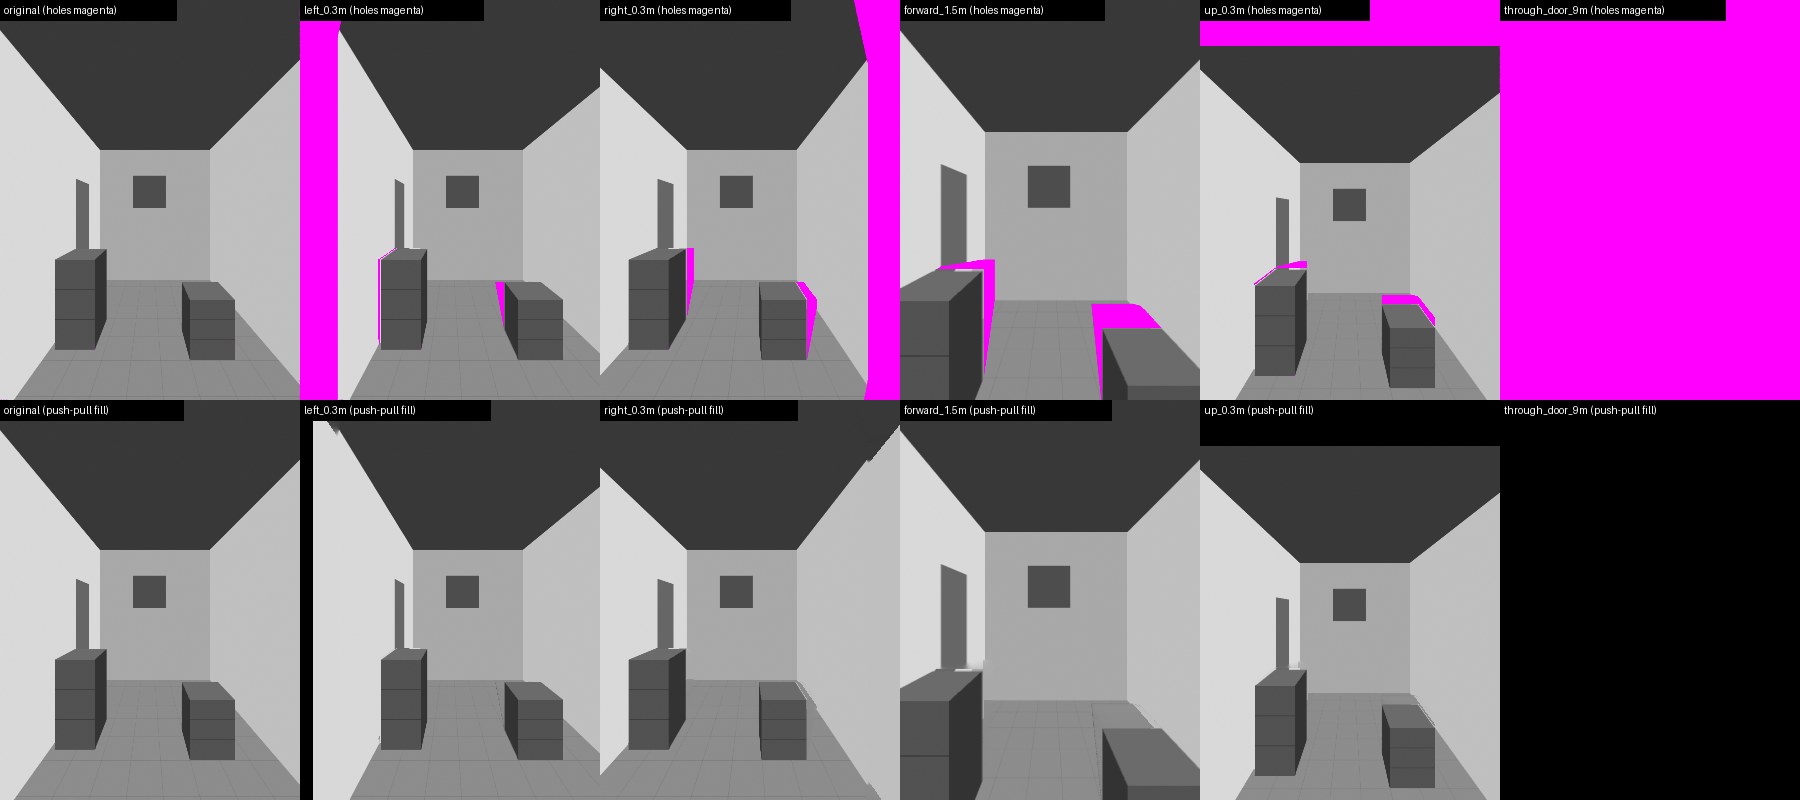 original (holes magenta)
left_0.3m (holes magenta)
right_0.3m (holes magenta)
forward_1.5m (holes magenta)
up_0.3m (holes magenta)
through_door_9m (holes magenta)
original (push-pull fill)
left_0.3m (push-pull fill)
right_0.3m (push-pull fill)
forward_1.5m (push-pull fill)
up_0.3m (push-pull fill)
through_door_9m (push-pull fill)